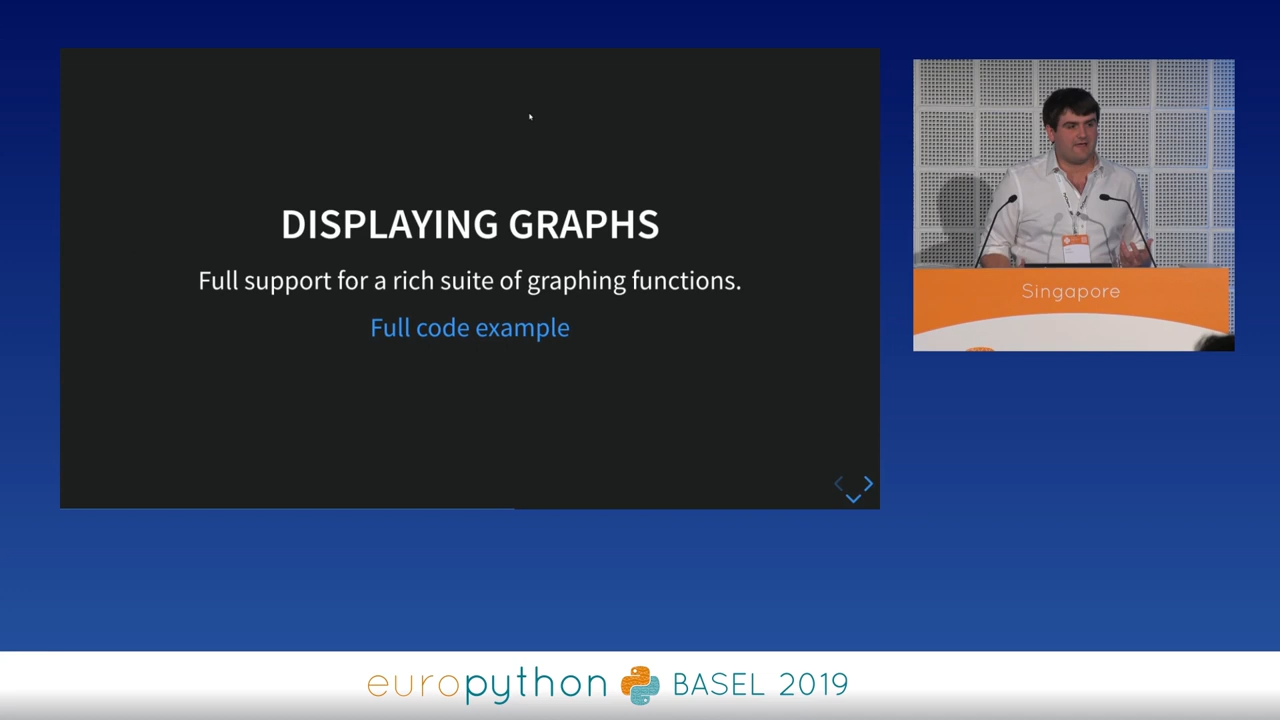 DISPLAYING GRAPHS
Full support for a rich suite of graphing functions.
Full code example
Singapore
europython BASEL 2019